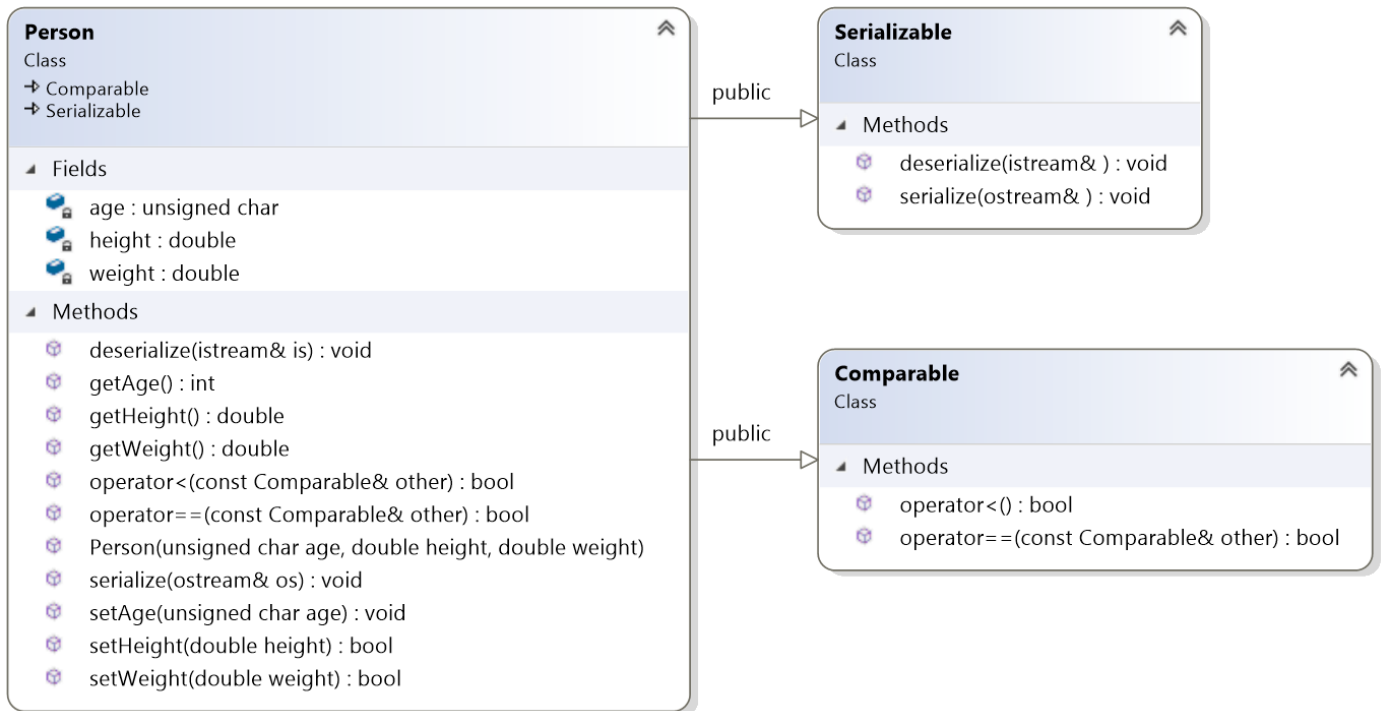 Person
Class
Comparable
Serializable
Fields
age : unsigned char
height : double
weight : double
Methods
deserialize(istream& is) : void
getAge() : int
getHeight() : double
getWeight() : double
operator<(const Comparable& other) : bool
operator==(const Comparable& other) : bool
Person(unsigned char age, double height, double weight)
serialize(ostream& os) : void
setAge(unsigned char age) : void
setHeight(double height) : bool
setWeight(double weight) : bool
public
Serializable
Class
Methods
deserialize(istream& ) : void
serialize(ostream& ) : void
public
Comparable
Class
Methods
operator<() : bool
operator==(const Comparable& other) : bool